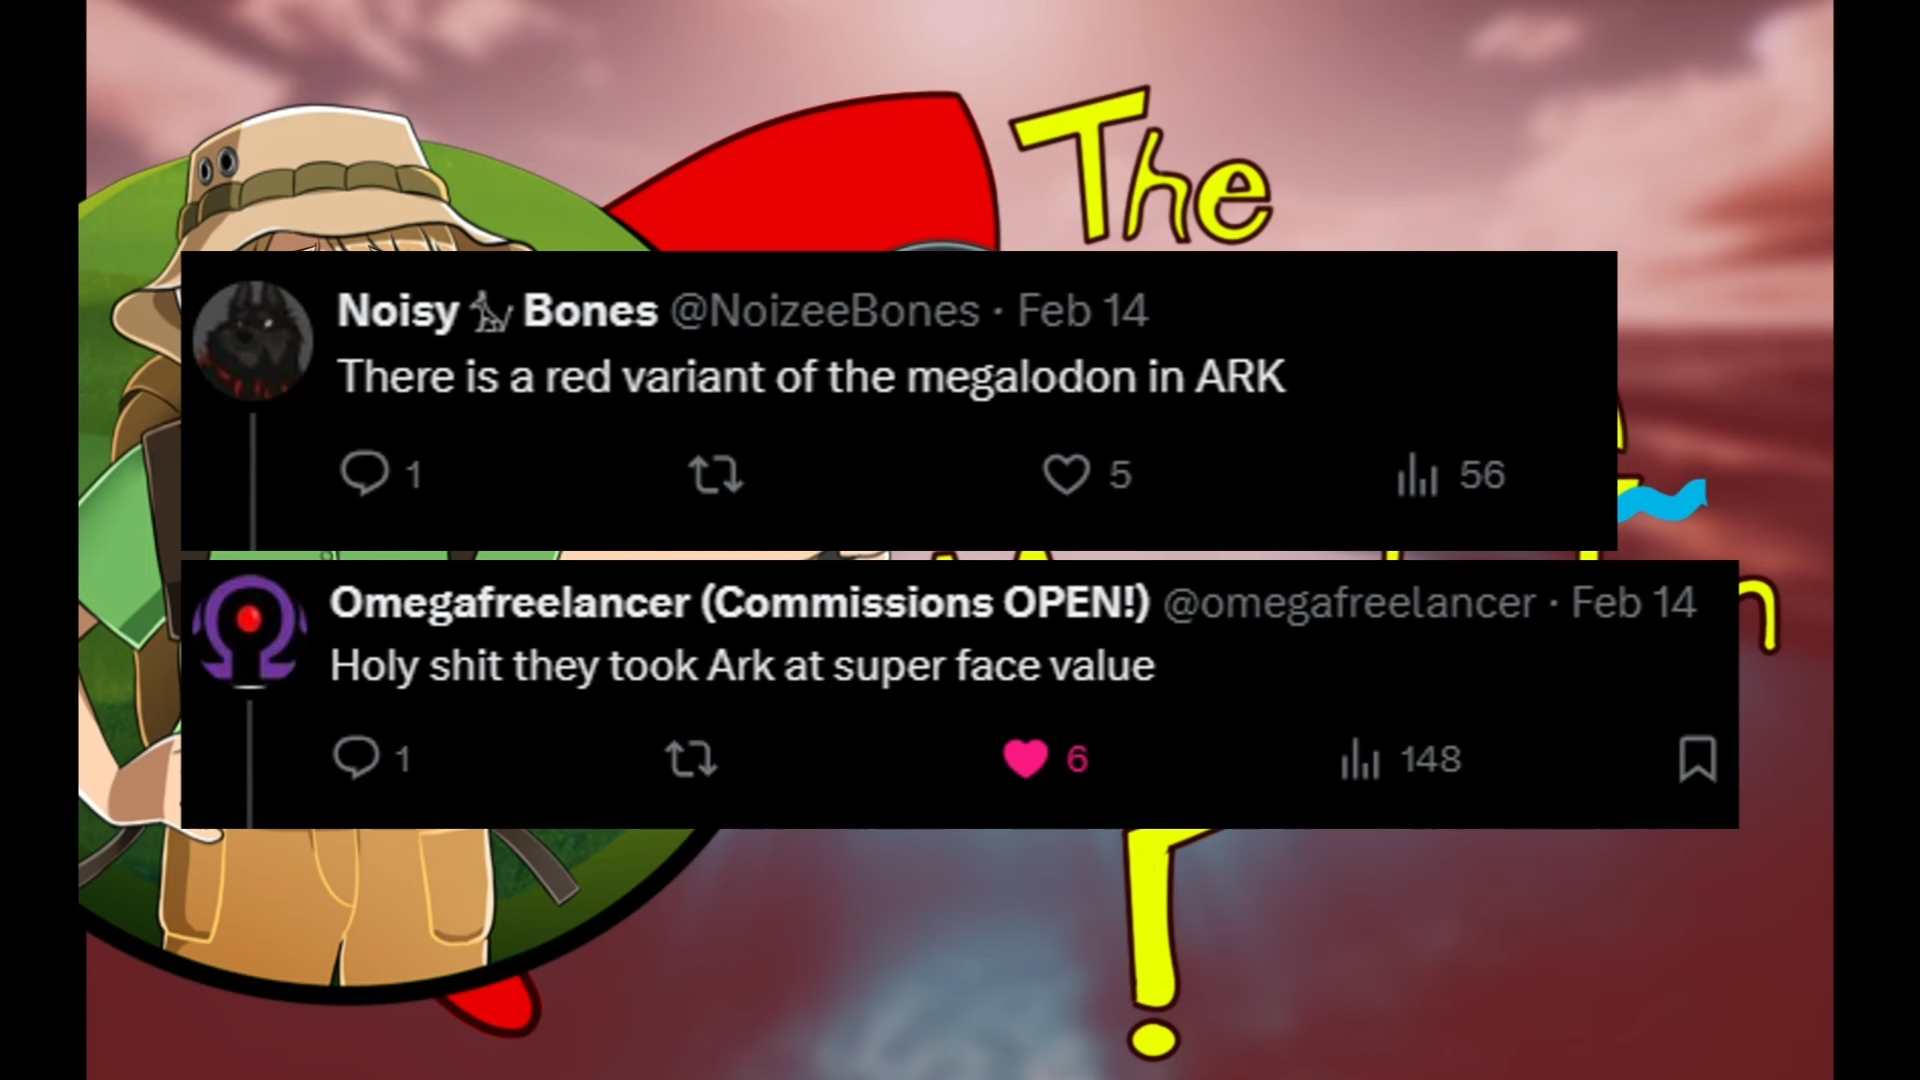 The
Noisy Bones @NoizeeBones · Feb 14
There is a red variant of the megalodon in ARK
1 5 56
Omegafreelancer (Commissions OPEN!) @omegafreelancer · Feb 14
Holy shit they took Ark at super face value
1 6 148